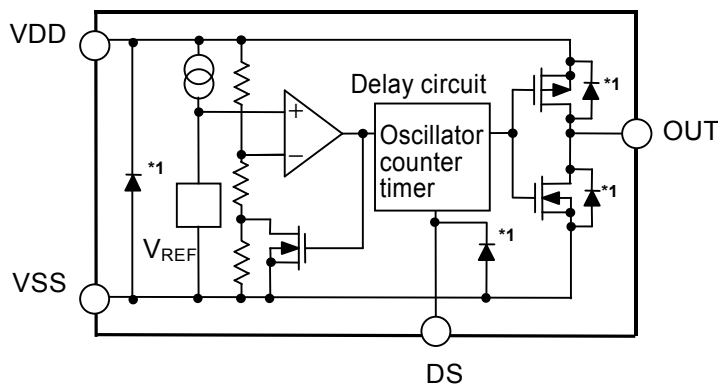 VDD
*1
Delay circuit
*1
+
−
Oscillator
counter
timer
OUT
*1
*1
VREF
*1
VSS
DS